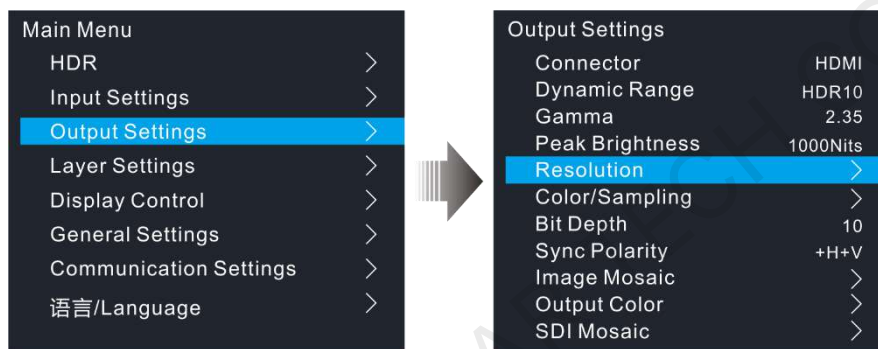 Main Menu
HDR
Input Settings
Output Settings
Layer Settings
Display Control
General Settings
Communication Settings
语言/Language
Output Settings
Connector HDMI
Dynamic Range HDR10
Gamma 2.35
Peak Brightness 1000Nits
Resolution
Color/Sampling
Bit Depth 10
Sync Polarity +H+V
Image Mosaic
Output Color
SDI Mosaic